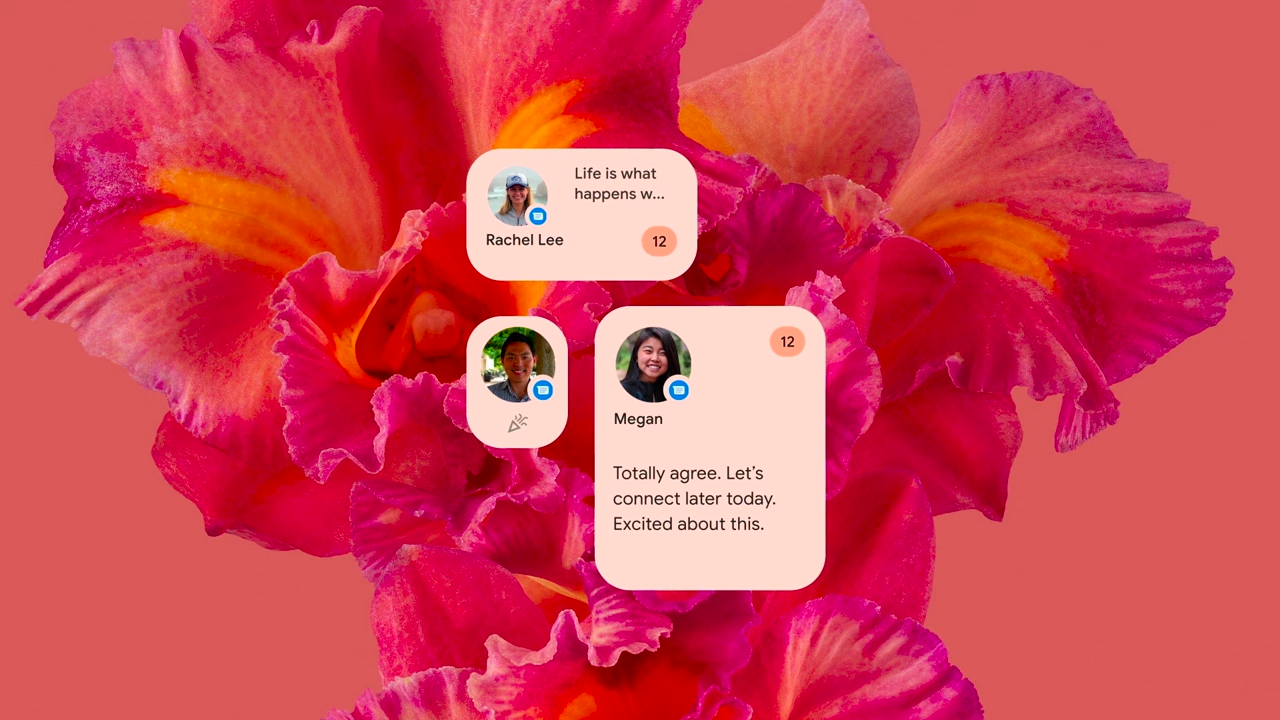 Life is what
happens w...
Rachel Lee
12
12
Megan
Totally agree. Let’s
connect later today.
Excited about this.